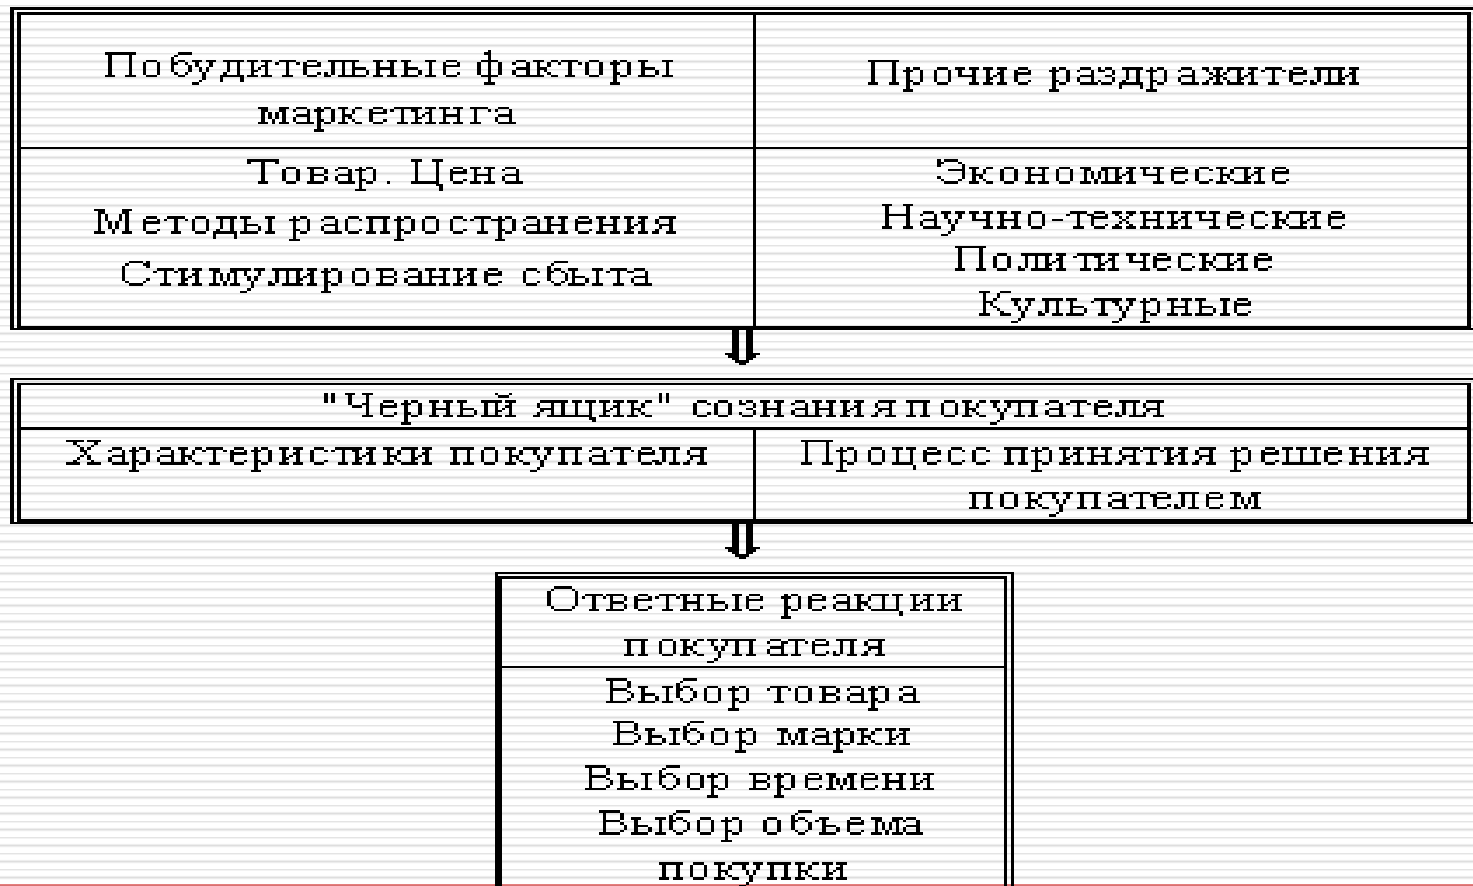 Побудительные факторы
маркетинга
Прочие раздражители
Товар. Цена
Методы распространения
Стимулирование сбыта
Экономические
Научно-технические
Политические
Культурные
"Черный ящик" сознания покупателя
Характеристики покупателя
Процесс принятия решения
покупателем
Ответные реакции
покупателя
Выбор товара
Выбор марки
Выбор времени
Выбор объема
покупки